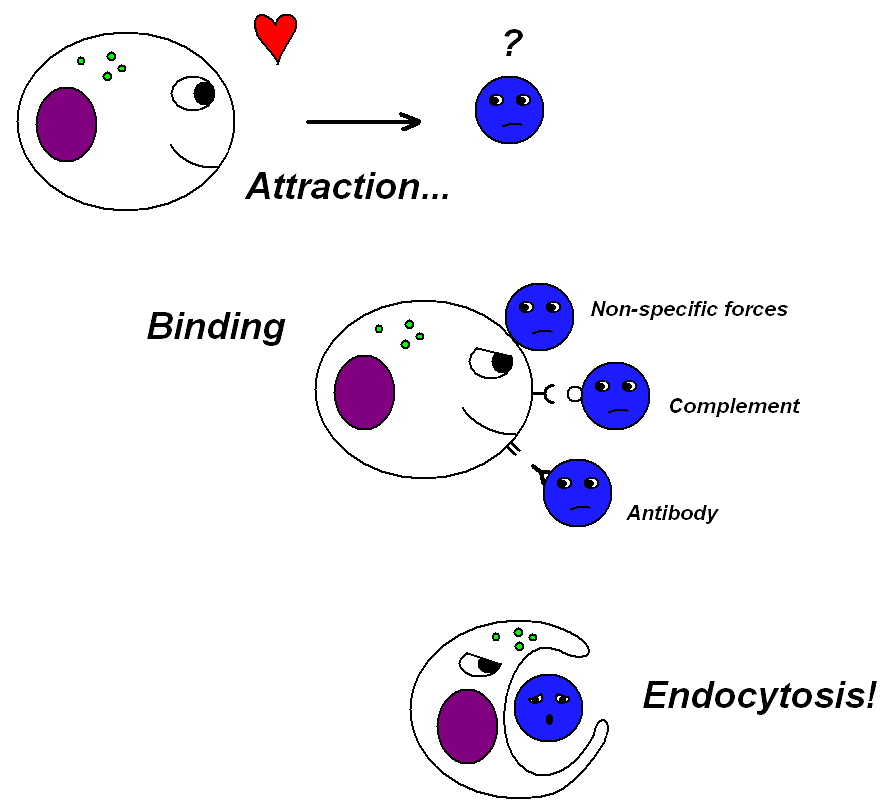 ?
Attraction...
Binding
Non-specific forces
Complement
Antibody
Endocytosis!